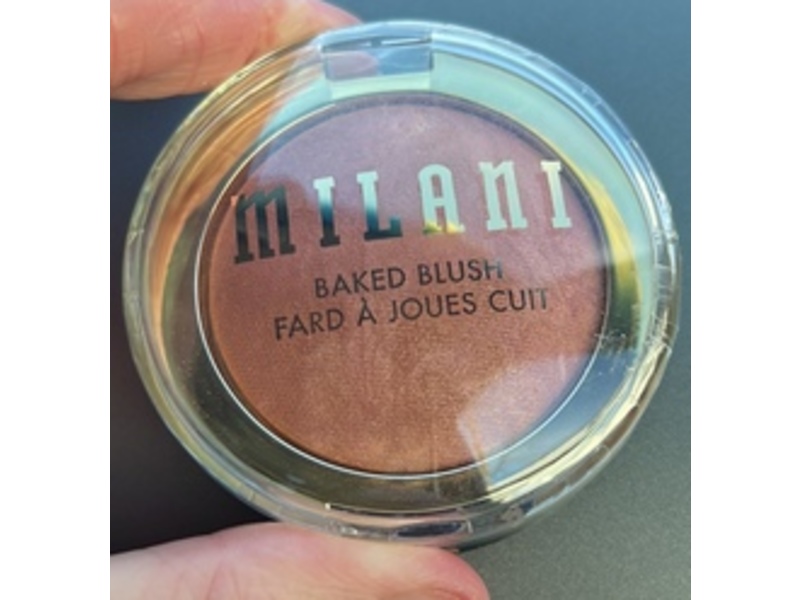 MILANI
BAKED BLUSH
FARD À JOUES CUIT